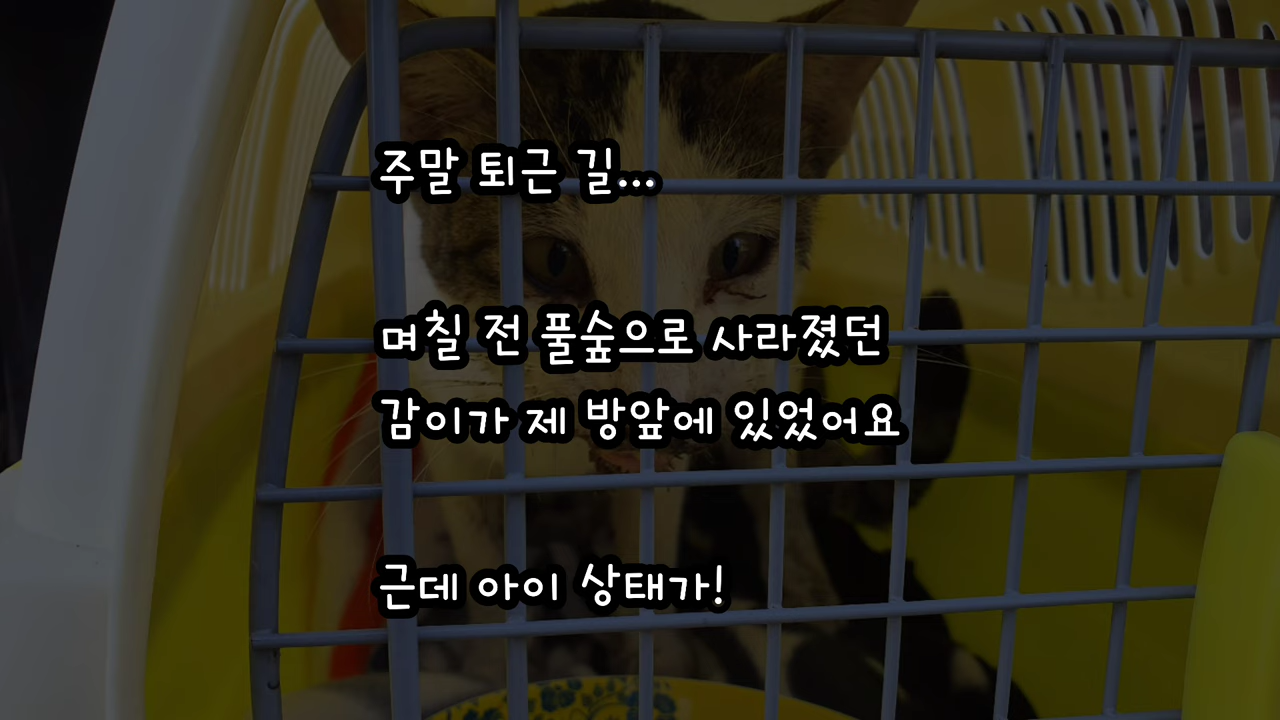 주말 퇴근 길...
며칠 전 풀숲으로 사라졌던
감이가 제 방앞에 있었어요
근데 아이 상태가!